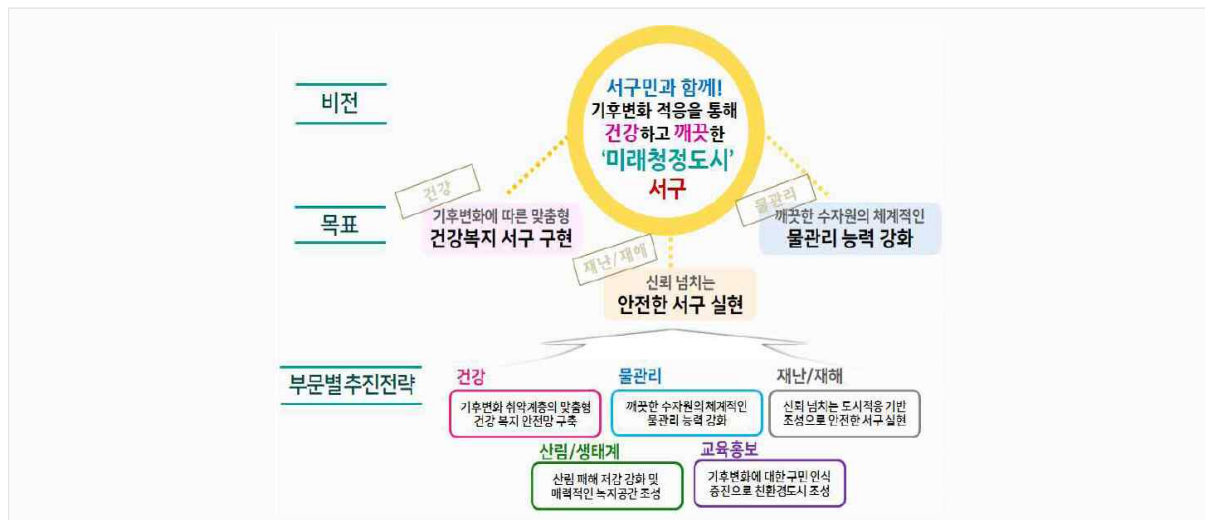 비전
서구민과 함께!
기후변화 적응을 통해
건강하고 깨끗한
'미래청정도시'
서구
목표
건강
기후변화에 따른 맞춤형
건강복지 서구 구현
재난/재해
신뢰 넘치는
안전한 서구 실현
물관리
깨끗한 수자원의 체계적인
물관리 능력 강화
부문별추진전략
건강
기후변화 취약계층의 맞춤형
건강 복지 안전망 구축
물관리
깨끗한 수자원의 체계적인
물관리 능력 강화
재난/재해
신뢰 넘치는 도시적응 기반
조성으로 안전한 서구 실현
산림/생태계
산림 패해 저감 강화 및
매력적인 녹지공간 조성
교육홍보
기후변화에 대한 구민 인식
증진으로 친환경도시 조성